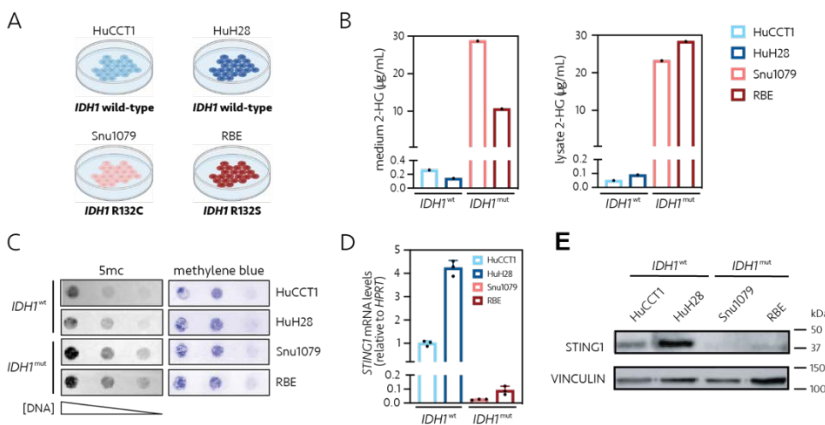 A
HuCCT1
HuH28
IDH1 wild-type
IDH1 wild-type
Snu1079
RBE
IDH1 R132C
IDH1 R132S
B
medium 2-HG (µg/mL)
30
20
10
0.4
0.2
0.0
IDH1wt
IDH1mut
lysate 2-HG (µg/mL)
30
20
10
0.4
0.2
0.0
IDH1wt
IDH1mut
HuCCT1
HuH28
Snu1079
RBE
C
5mc
methylene blue
IDH1wt
IDH1mut
HuCCT1
HuH28
Snu1079
RBE
[DNA]
D
STING1 mRNA levels
(relative to HPRT)
5
4
3
2
1
0.2
0.1
0.0
HuCCT1
HuH28
Snu1079
RBE
IDH1wt
IDH1mut
E
IDH1wt
IDH1mut
HuCCT1
HuH28
Snu1079
RBE
kDa
STING1
50
37
VINCULIN
150
100